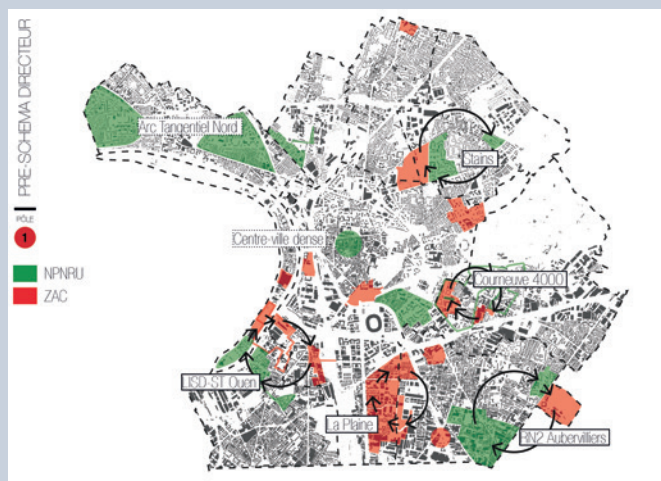 PRE-SCHEMA DIRECTEUR
PÔLE
1
NPNRU
ZAC
Arc Tangentiel Nord
Stains
Centre-ville dense
Courneuve 4000
LISD-ST Ouen
La Plaine
RN2 Aubervilliers